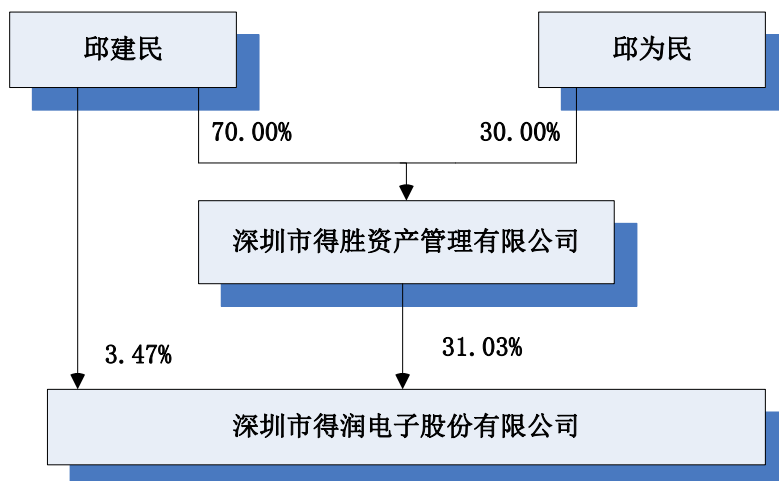 邱建民
邱为民
70.00%
30.00%
深圳市得胜资产管理有限公司
3.47%
31.03%
深圳市得润电子股份有限公司